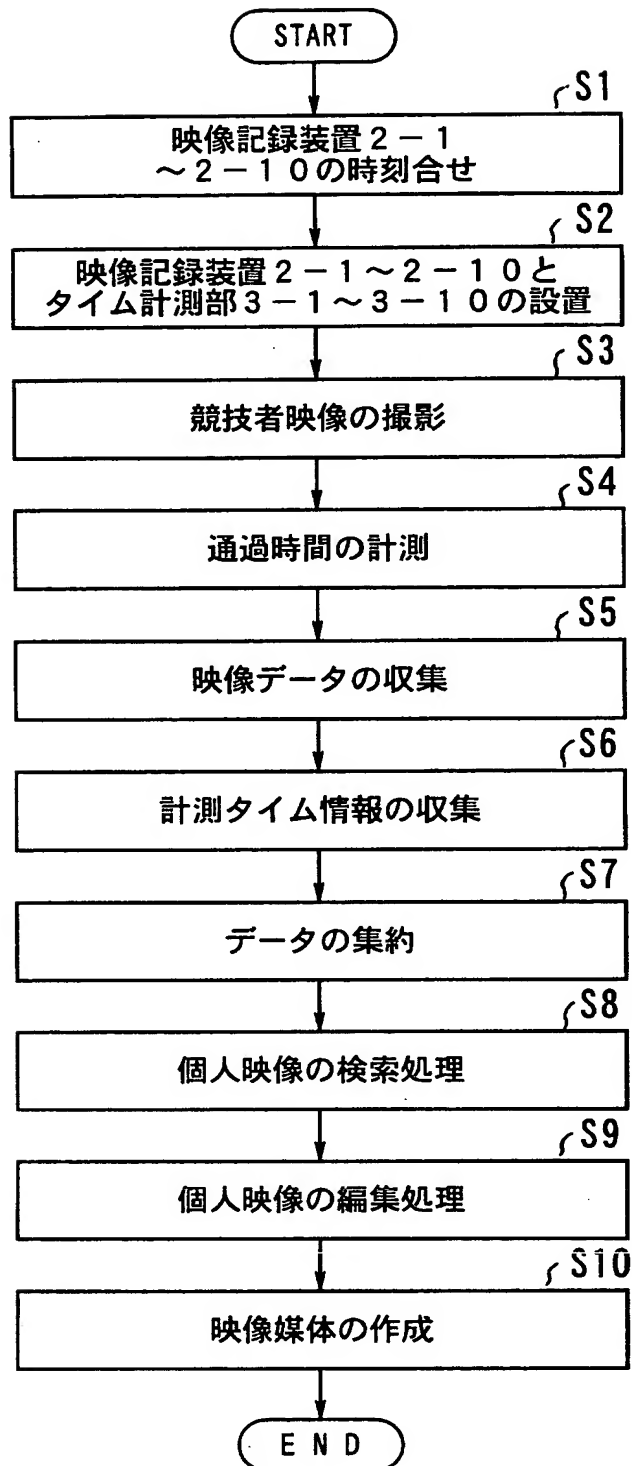 START
S1
映像記録装置2-1
~2-10の時刻合せ
S2
映像記録装置2-1~2-10と
タイム計測部3-1~3-10の設置
S3
競技者映像の撮影
S4
通過時間の計測
S5
映像データの収集
S6
計測タイム情報の収集
S7
データの集約
S8
個人映像の検索処理
S9
個人映像の編集処理
S10
映像媒体の作成
END